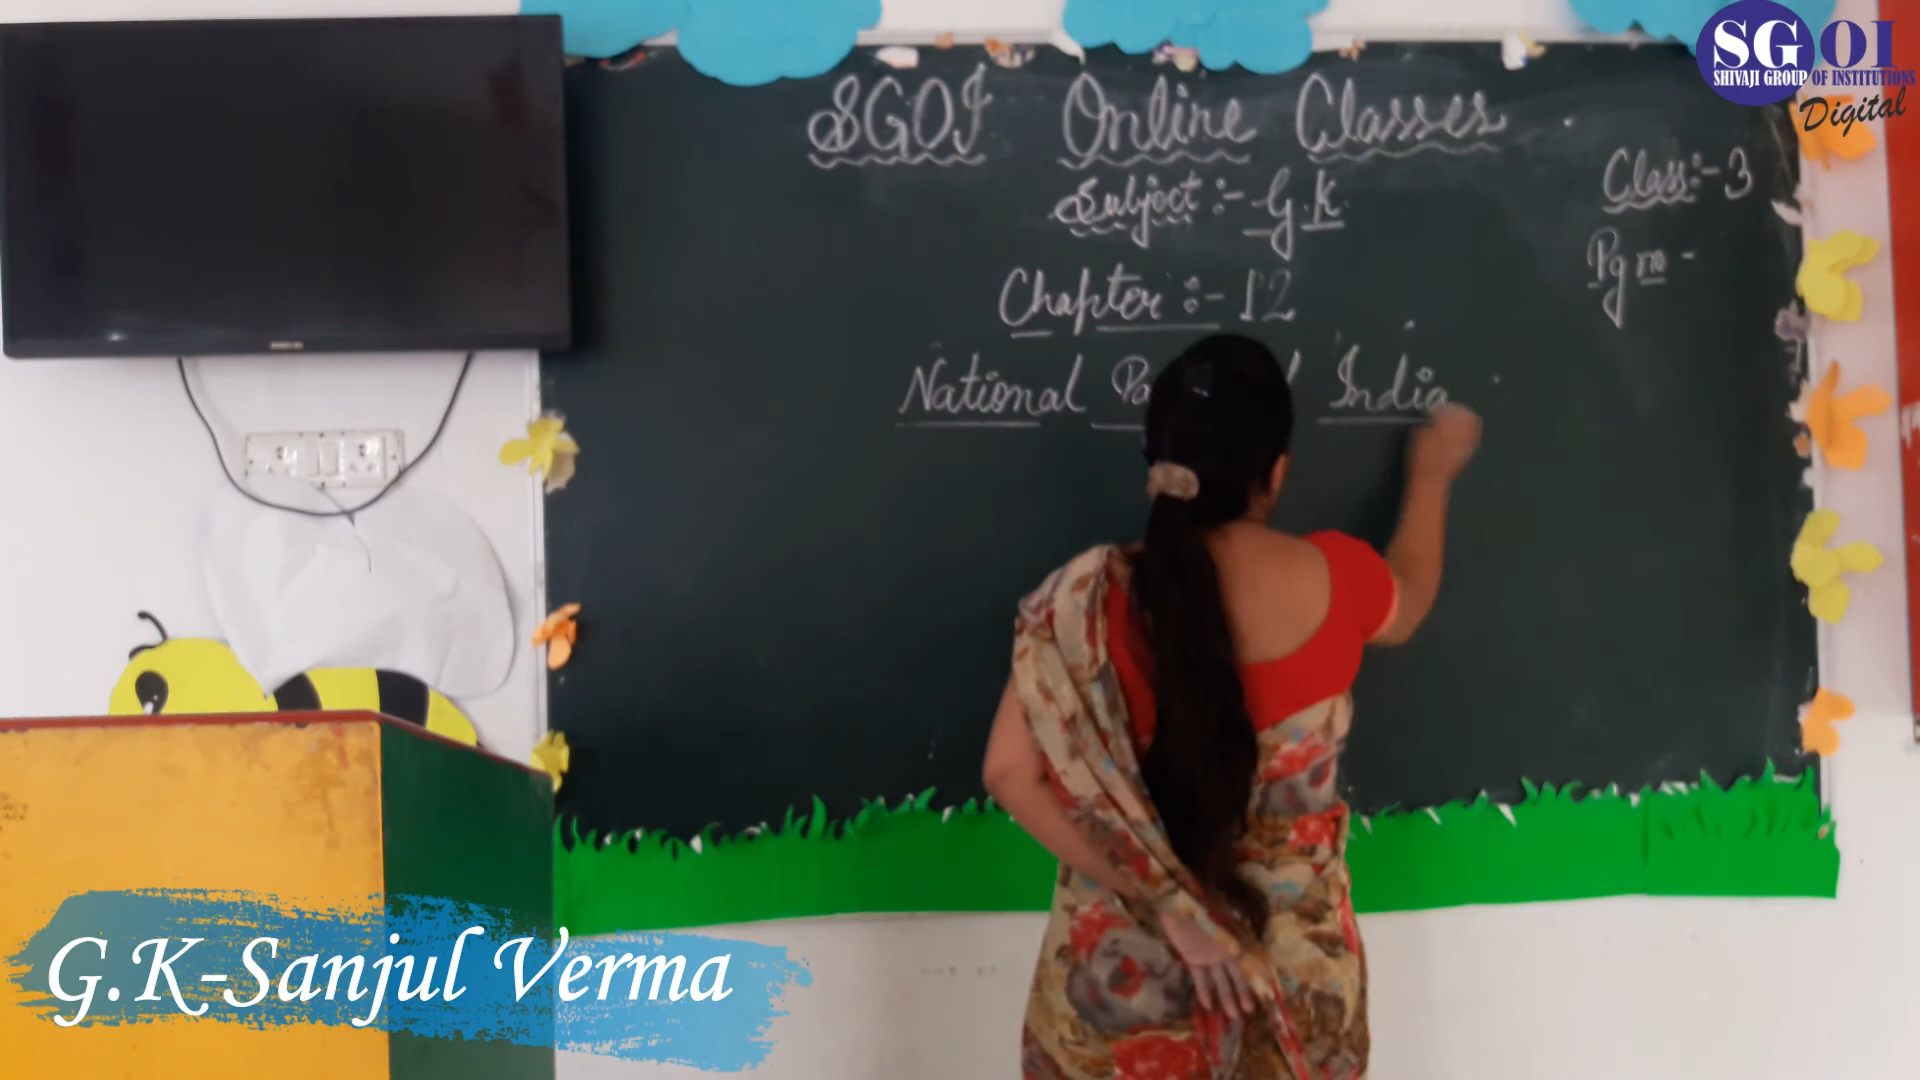 SGOI
SHIVAJI GROUP OF INSTITUTIONS
Digital
SGOI Online Classes
Subject :- G.K.
Class:- 3
Pg no -
Chapter :- 12
National Pa India
G.K-Sanjul Verma